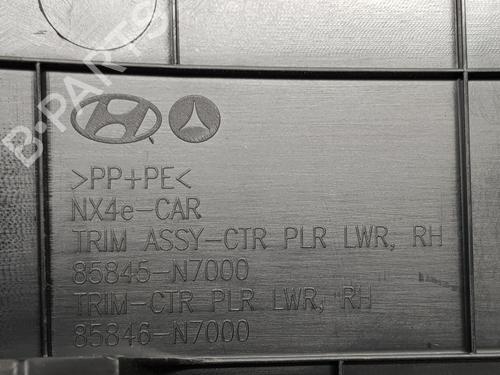 B-PARTS
>PP+PE<
NX4e-CAR
TRIM ASSY-CTR PLR LWR, RH
85845-N7000
TRIM-CTR PLR LWR, RH
85846-N7000